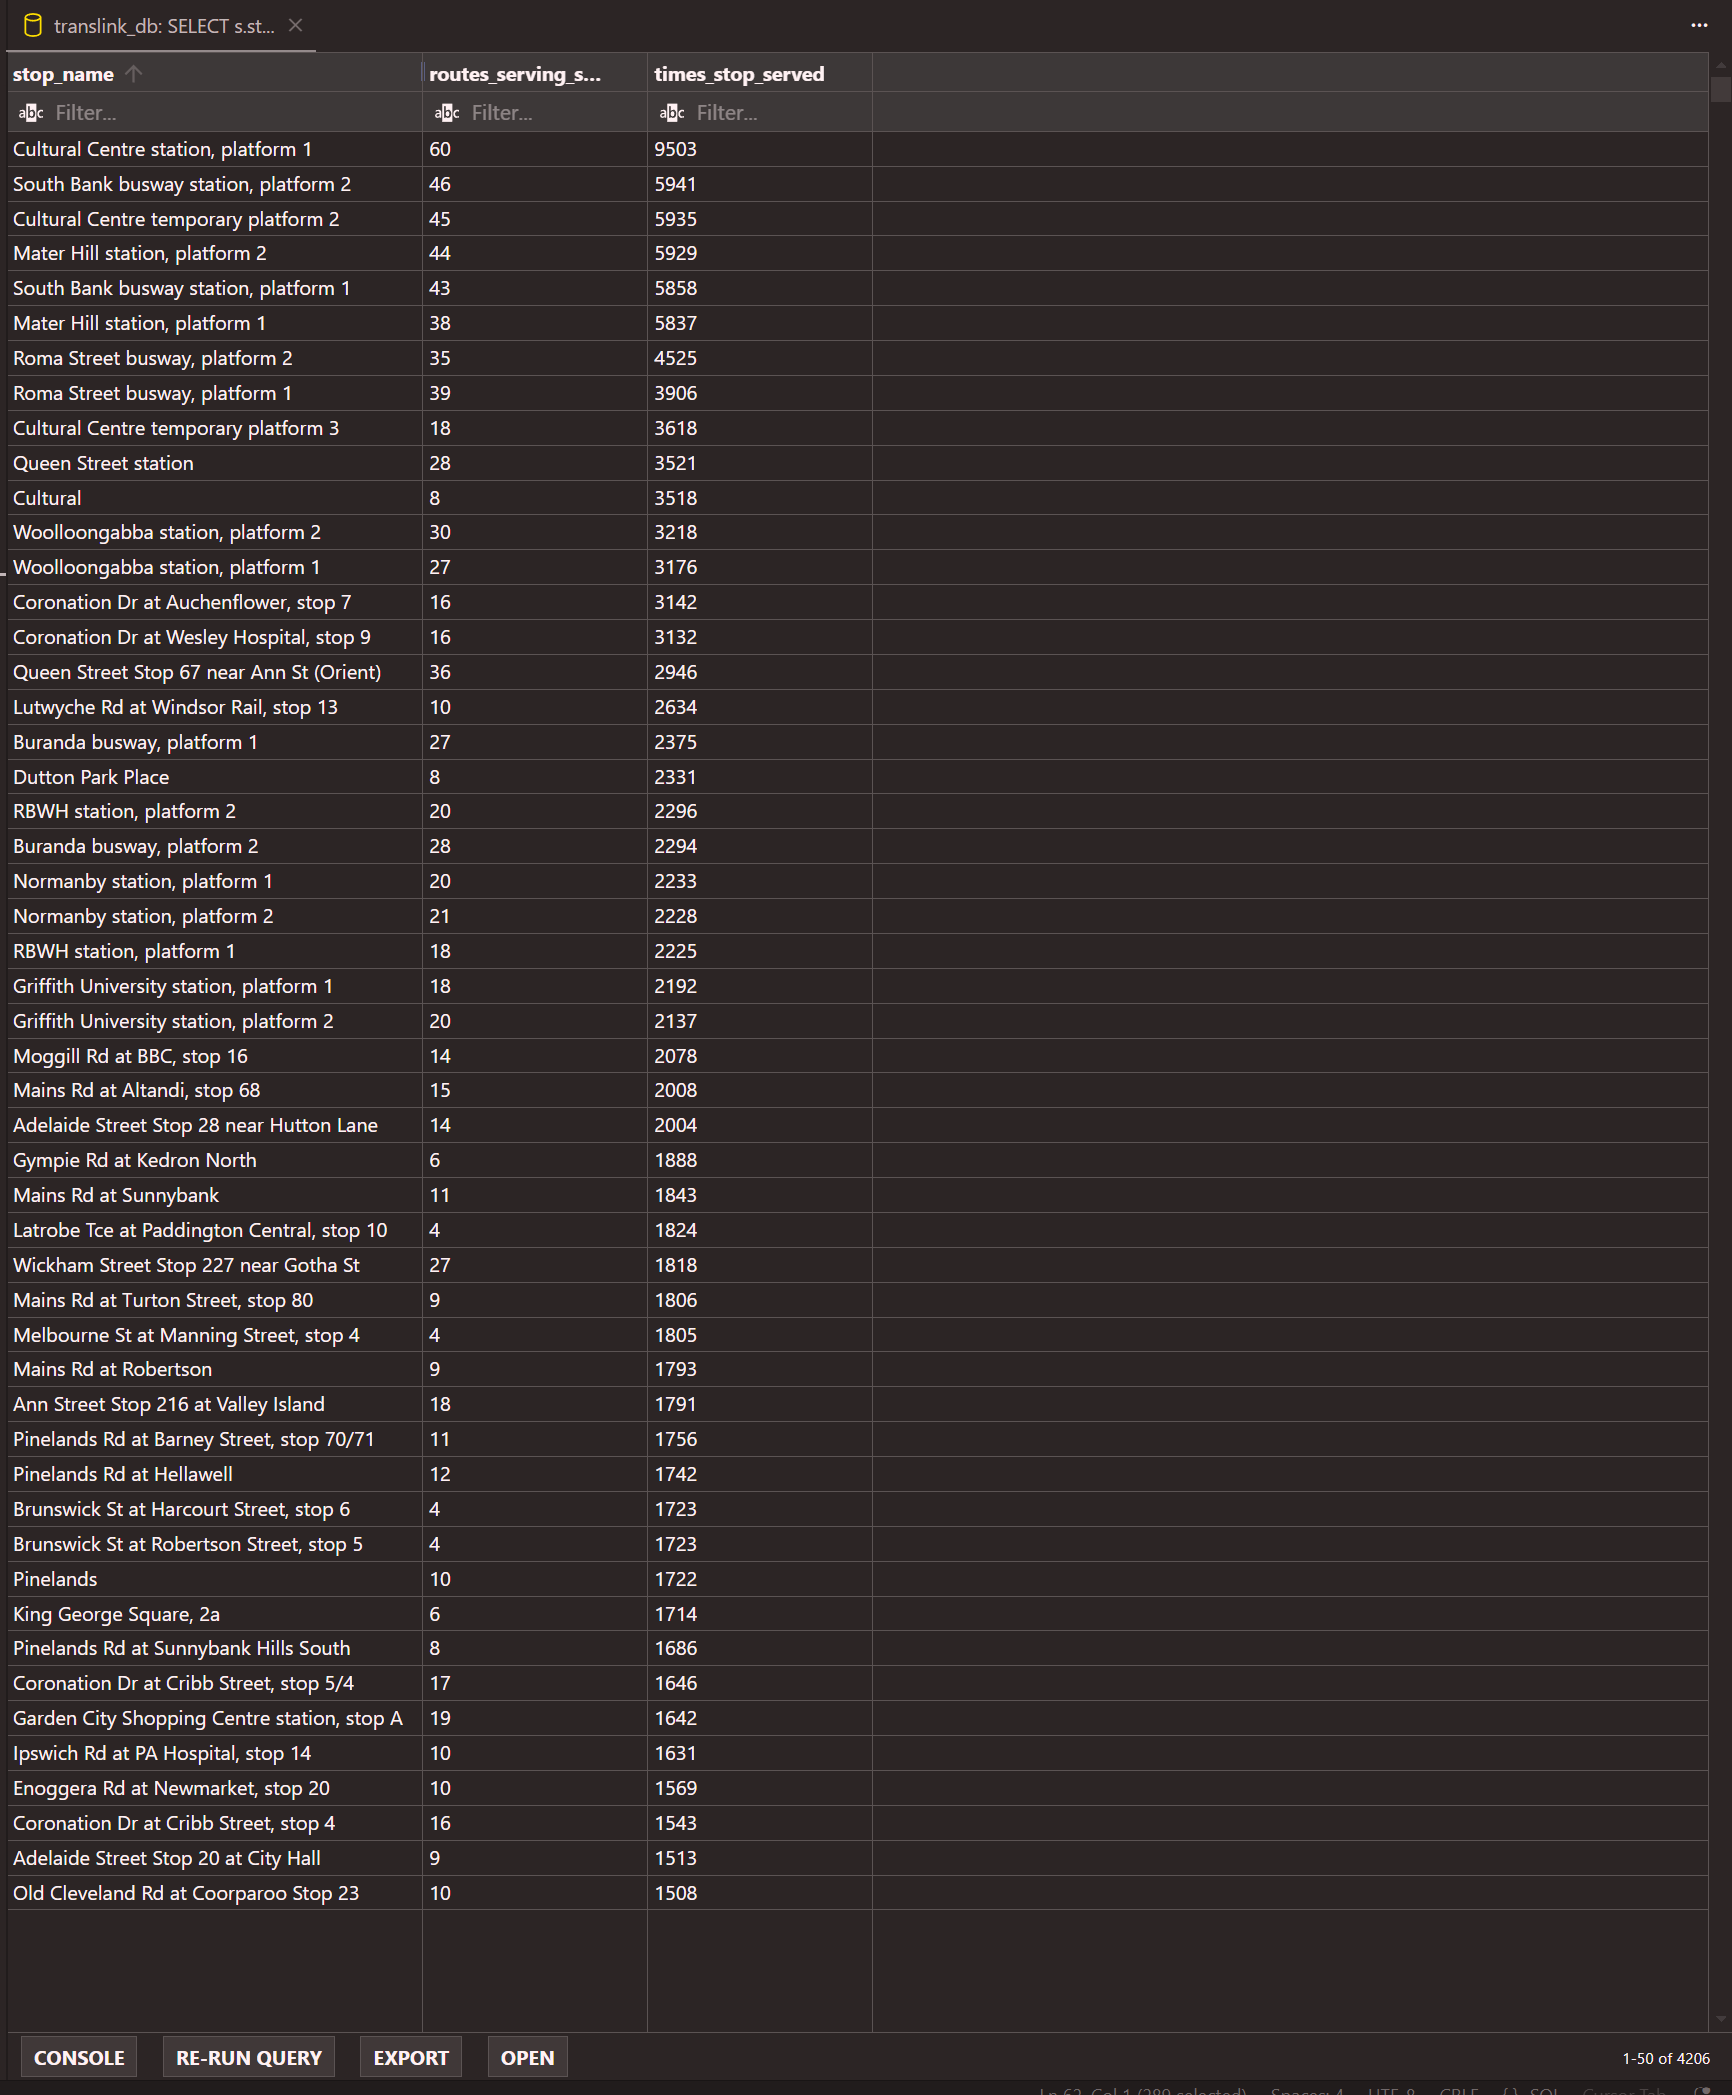 translink_db: SELECT s.st...
stop_name routes_serving_s... times_stop_served
abc Filter... abc Filter... abc Filter...
Cultural Centre station, platform 1 60 9503
South Bank busway station, platform 2 46 5941
Cultural Centre temporary platform 2 45 5935
Mater Hill station, platform 2 44 5929
South Bank busway station, platform 1 43 5858
Mater Hill station, platform 1 38 5837
Roma Street busway, platform 2 35 4525
Roma Street busway, platform 1 39 3906
Cultural Centre temporary platform 3 18 3618
Queen Street station 28 3521
Cultural 8 3518
Woolloongabba station, platform 2 30 3218
Woolloongabba station, platform 1 27 3176
Coronation Dr at Auchenflower, stop 7 16 3142
Coronation Dr at Wesley Hospital, stop 9 16 3132
Queen Street Stop 67 near Ann St (Orient) 36 2946
Lutwyche Rd at Windsor Rail, stop 13 10 2634
Buranda busway, platform 1 27 2375
Dutton Park Place 8 2331
RBWH station, platform 2 20 2296
Buranda busway, platform 2 28 2294
Normanby station, platform 1 20 2233
Normanby station, platform 2 21 2228
RBWH station, platform 1 18 2225
Griffith University station, platform 1 18 2192
Griffith University station, platform 2 20 2137
Moggill Rd at BBC, stop 16 14 2078
Mains Rd at Altandi, stop 68 15 2008
Adelaide Street Stop 28 near Hutton Lane 14 2004
Gympie Rd at Kedron North 6 1888
Mains Rd at Sunnybank 11 1843
Latrobe Tce at Paddington Central, stop 10 4 1824
Wickham Street Stop 227 near Gotha St 27 1818
Mains Rd at Turton Street, stop 80 9 1806
Melbourne St at Manning Street, stop 4 4 1805
Mains Rd at Robertson 9 1793
Ann Street Stop 216 at Valley Island 18 1791
Pinelands Rd at Barney Street, stop 70/71 11 1756
Pinelands Rd at Hellawell 12 1742
Brunswick St at Harcourt Street, stop 6 4 1723
Brunswick St at Robertson Street, stop 5 4 1723
Pinelands 10 1722
King George Square, 2a 6 1714
Pinelands Rd at Sunnybank Hills South 8 1686
Coronation Dr at Cribb Street, stop 5/4 17 1646
Garden City Shopping Centre station, stop A 19 1642
Ipswich Rd at PA Hospital, stop 14 10 1631
Enoggera Rd at Newmarket, stop 20 10 1569
Coronation Dr at Cribb Street, stop 4 16 1543
Adelaide Street Stop 20 at City Hall 9 1513
Old Cleveland Rd at Coorparoo Stop 23 10 1508
CONSOLE RE-RUN QUERY EXPORT OPEN 1-50 of 4206
Ln 62, Col 1 (289 selected) Spaces: 4 UTF-8 CRLF { } SQL Cursor Tab